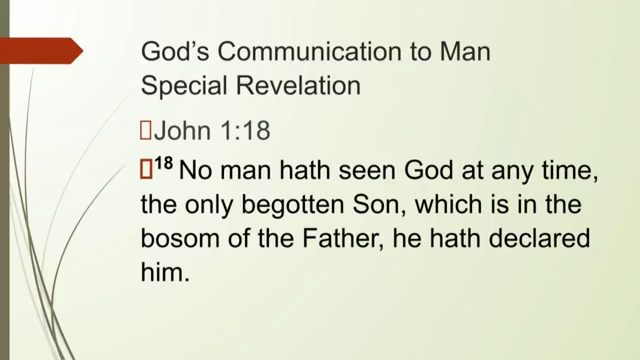 God's Communication to Man
Special Revelation
John 1:18
18 No man hath seen God at any time,
the only begotten Son, which is in the
bosom of the Father, he hath declared
him.